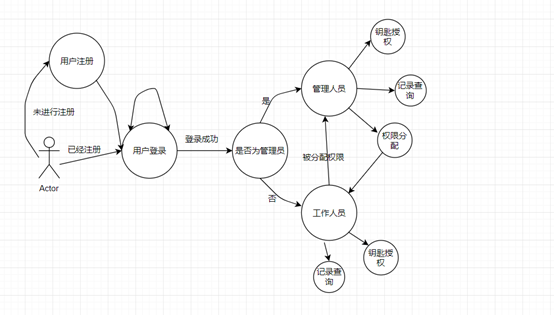 用户注册
未进行注册
Actor
已经注册
用户登录
登录成功
是否为管理员
是
否
管理人员
钥匙授
权
记录查
询
权限分
配
被分配权限
工作人员
钥匙授
权
记录查
询